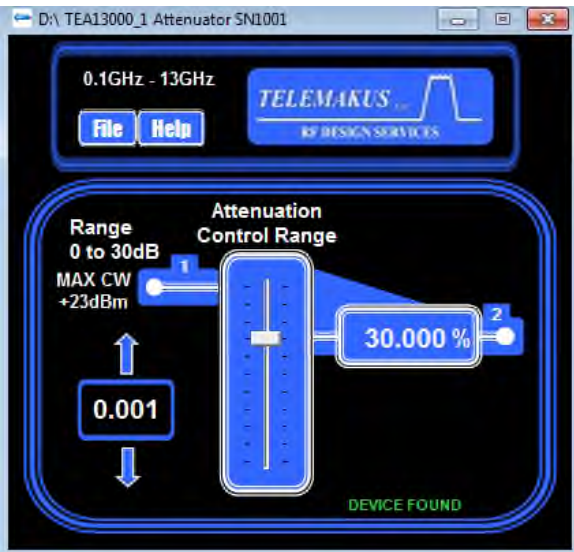 D:\ TEA13000_1 Attenuator SN1001
0.1GHz - 13GHz
File Help
TELEMAKUS
RF DESIGN SERVICES
Attenuation
Control Range
Range
0 to 30dB
MAX CW
+23dBm
1
0.001
30.000 %
2
DEVICE FOUND